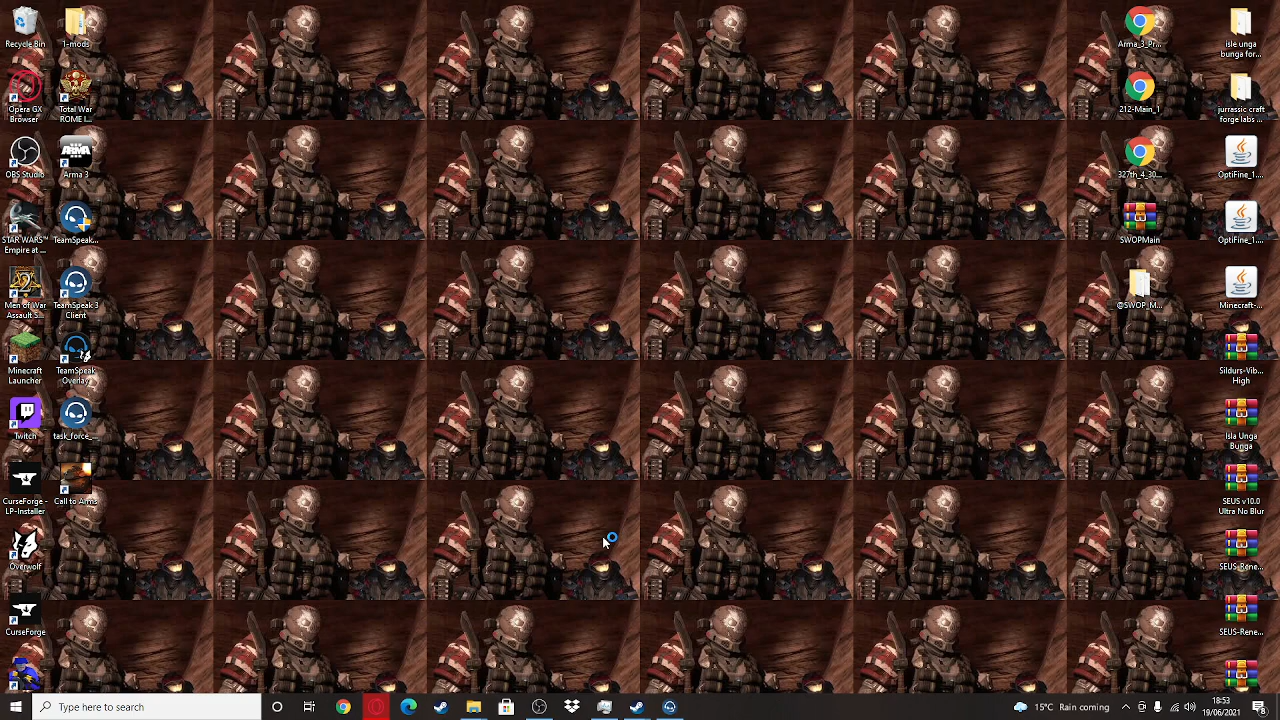 Recycle Bin
1-mods
Opera GX
Browser
Total War
ROME I...
OBS Studio
ARMA
Arma 3
STAR WARS™
Empire at ...
TeamSpeak...
Men of War
Assault S...
TeamSpeak 3
Client
Minecraft
Launcher
TeamSpeak
Overlay
Twitch
task_force_...
CurseForge -
LP-Installer
Call to Arms
Overwolf
CurseForge
Arma_3_Pr...
isle unga
bunga for...
212-Main_1
jurassic craft
forge labs ...
327th_4_30...
OptiFine_1....
SWOPMain
OptiFine_1....
@SWOP_M...
Minecraft-...
Sildurs-Vib...
High
Isla Unga
Bunga
SEUS v10.0
Ultra No Blur
SEUS-Rene...
SEUS-Rene...
Type here to search
15°C Rain coming
18:53
19/06/2021